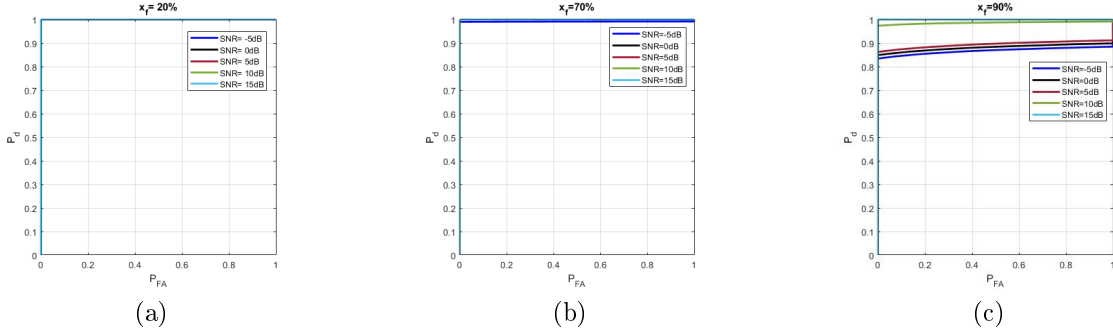 x_f= 20%
1
0.9
0.8
0.7
0.6
0.5
0.4
0.3
0.2
0.1
0
P_d
SNR= -5dB
SNR= 0dB
SNR= 5dB
SNR= 10dB
SNR= 15dB
0 0.2 0.4 0.6 0.8 1
P_FA
(a)
x_f=70%
1
0.9
0.8
0.7
0.6
0.5
0.4
0.3
0.2
0.1
0
P_d
SNR=-5dB
SNR=0dB
SNR=5dB
SNR=10dB
SNR=15dB
0 0.2 0.4 0.6 0.8 1
P_FA
(b)
x_f=90%
1
0.9
0.8
0.7
0.6
0.5
0.4
0.3
0.2
0.1
0
P_d
SNR=-5dB
SNR=0dB
SNR=5dB
SNR=10dB
SNR=15dB
0 0.2 0.4 0.6 0.8 1
P_FA
(c)